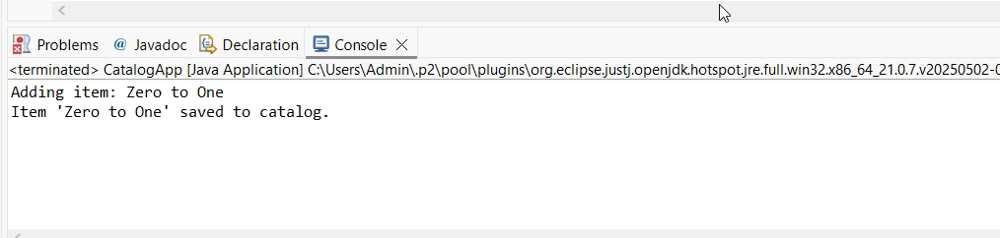 Problems @ Javadoc Declaration Console
<terminated> CatalogApp [Java Application] C:\Users\Admin\.p2\pool\plugins\org.eclipse.justj.openjdk.hotspot.jre.full.win32.x86_64_21.0.7.v20250502-0
Adding item: Zero to One
Item 'Zero to One' saved to catalog.